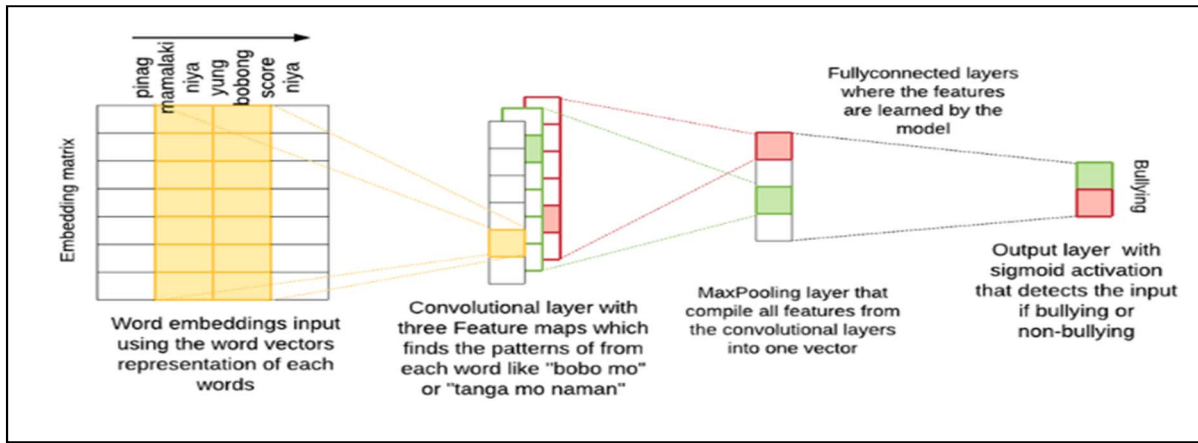 pinag
mamalaki
niya
yung
bobong
score
niya
Embedding matrix
Word embeddings input
using the word vectors
representation of each
words
Convolutional layer with
three Feature maps which
finds the patterns of from
each word like "bobo mo"
or "tanga mo naman"
MaxPooling layer that
compile all features from
the convolutional layers
into one vector
Fullyconnected layers
where the features
are learned by the
model
Bullying
Output layer with
sigmoid activation
that detects the input
if bullying or
non-bullying